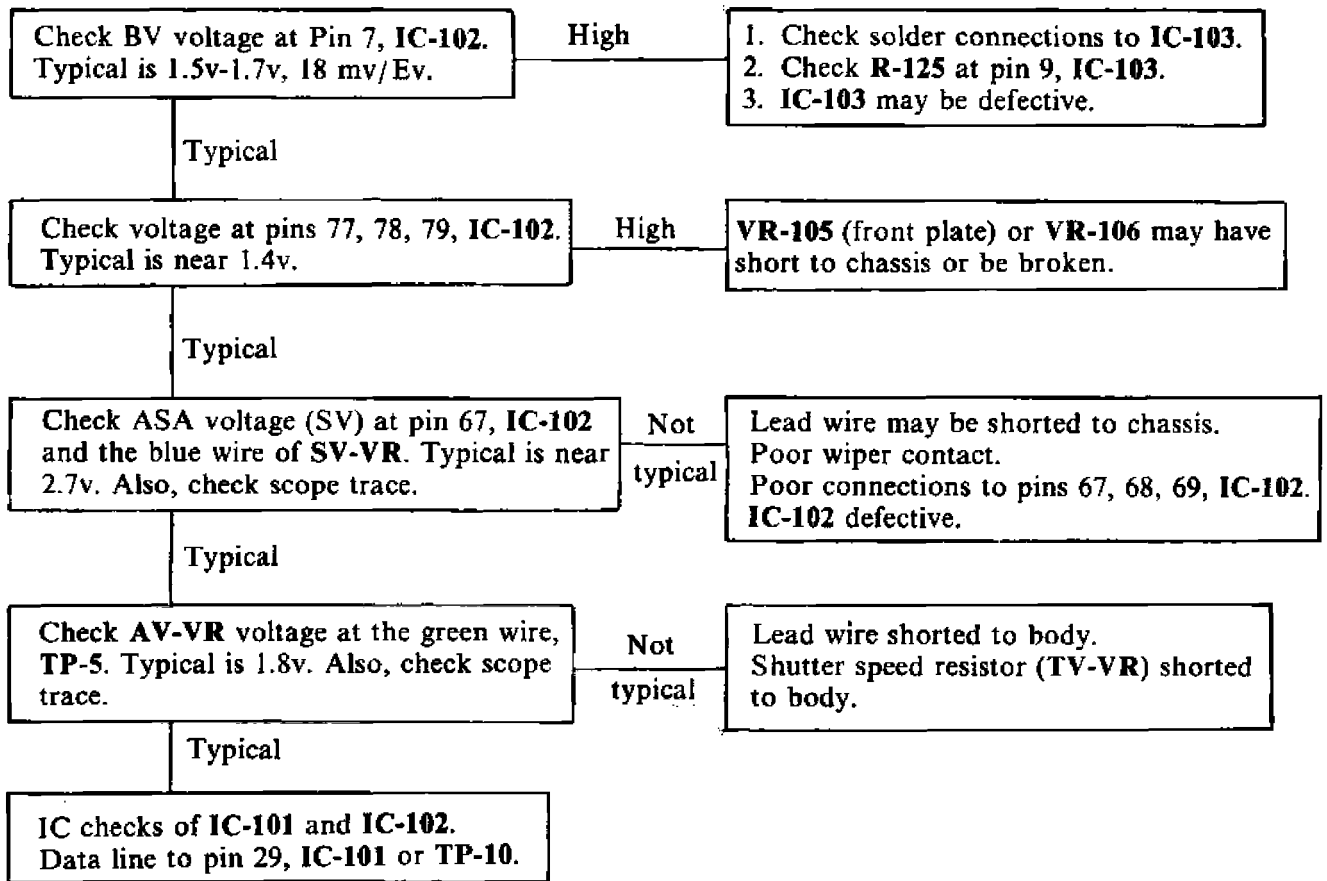 Check BV voltage at Pin 7, IC-102.
Typical is 1.5v-1.7v, 18 mv/Ev.
High
1. Check solder connections to IC-103.
2. Check R-125 at pin 9, IC-103.
3. IC-103 may be defective.
Typical
Check voltage at pins 77, 78, 79, IC-102.
Typical is near 1.4v.
High
VR-105 (front plate) or VR-106 may have
short to chassis or be broken.
Typical
Check ASA voltage (SV) at pin 67, IC-102
and the blue wire of SV-VR. Typical is near
2.7v. Also, check scope trace.
Not
typical
Lead wire may be shorted to chassis.
Poor wiper contact.
Poor connections to pins 67, 68, 69, IC-102.
IC-102 defective.
Typical
Check AV-VR voltage at the green wire,
TP-5. Typical is 1.8v. Also, check scope
trace.
Not
typical
Lead wire shorted to body.
Shutter speed resistor (TV-VR) shorted
to body.
Typical
IC checks of IC-101 and IC-102.
Data line to pin 29, IC-101 or TP-10.